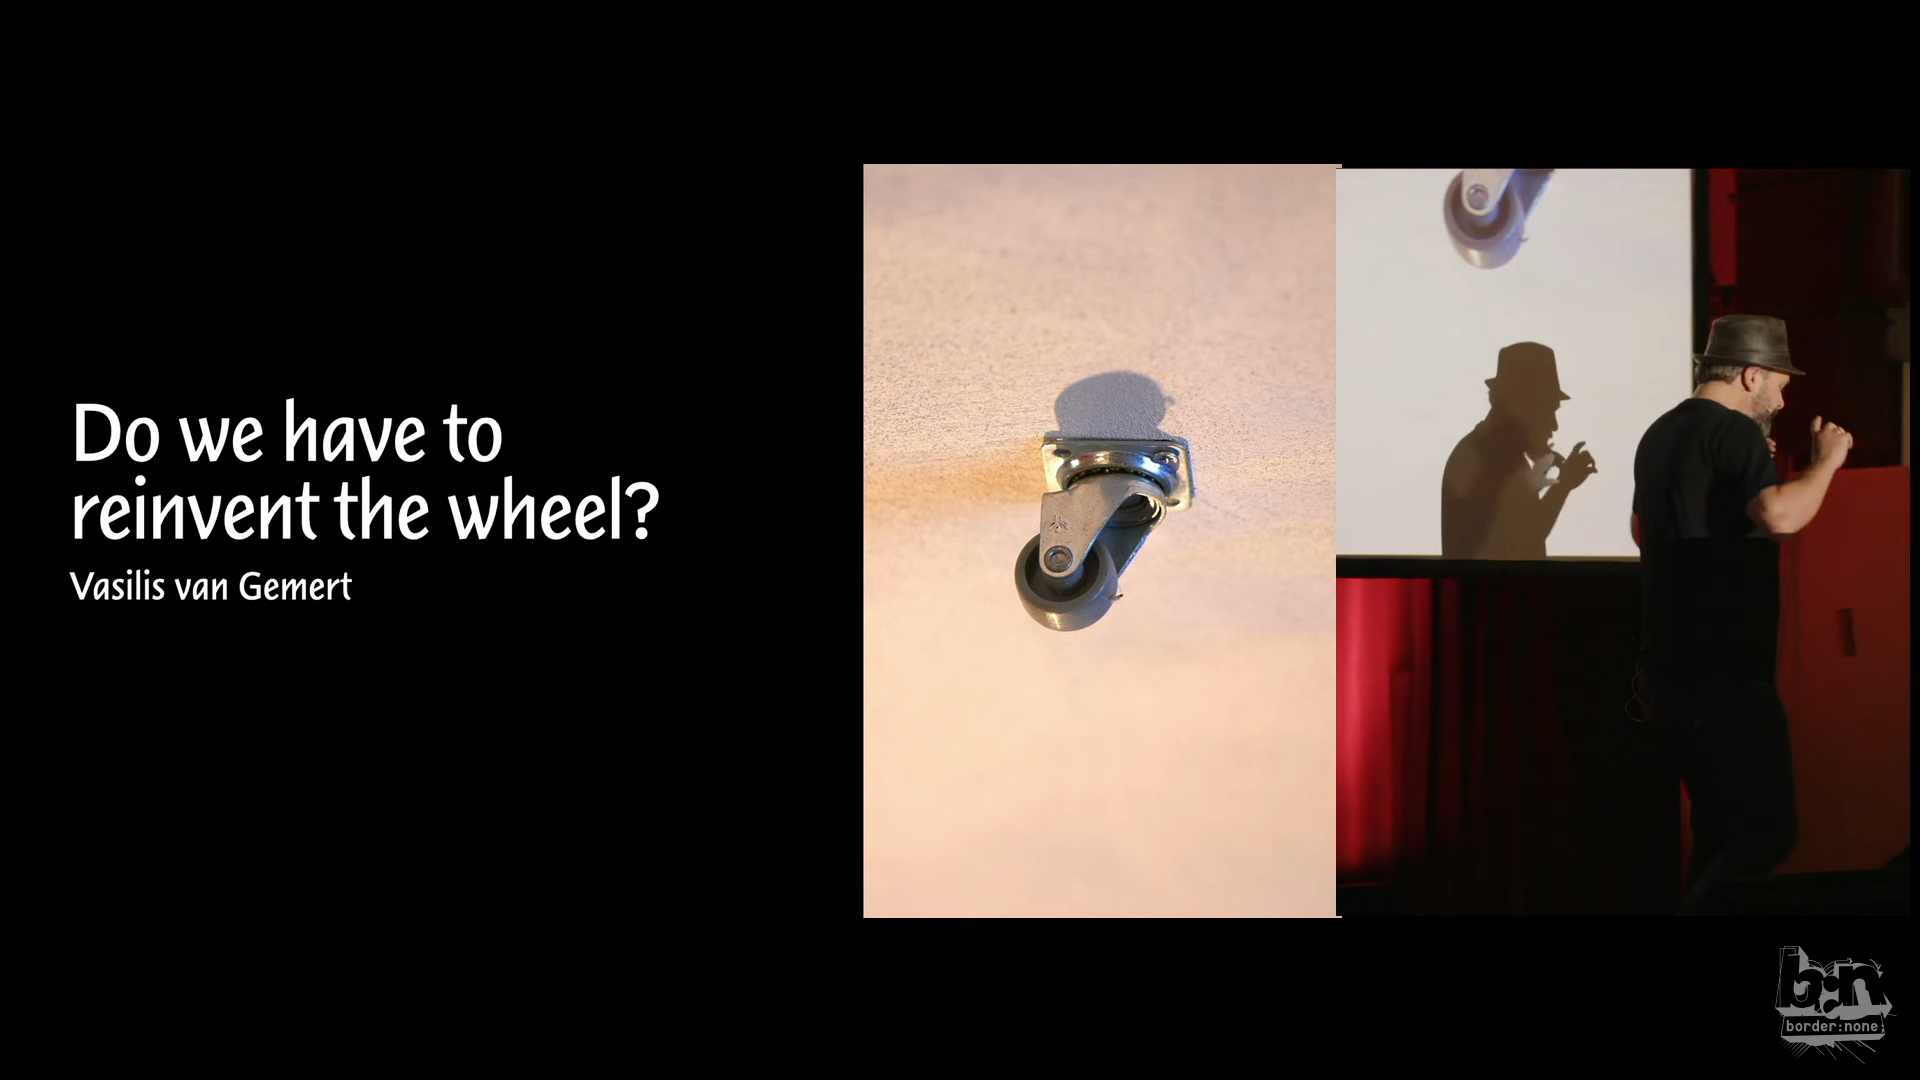 Do we have to
reinvent the wheel?
Vasilis van Gemert
b:n
border:none